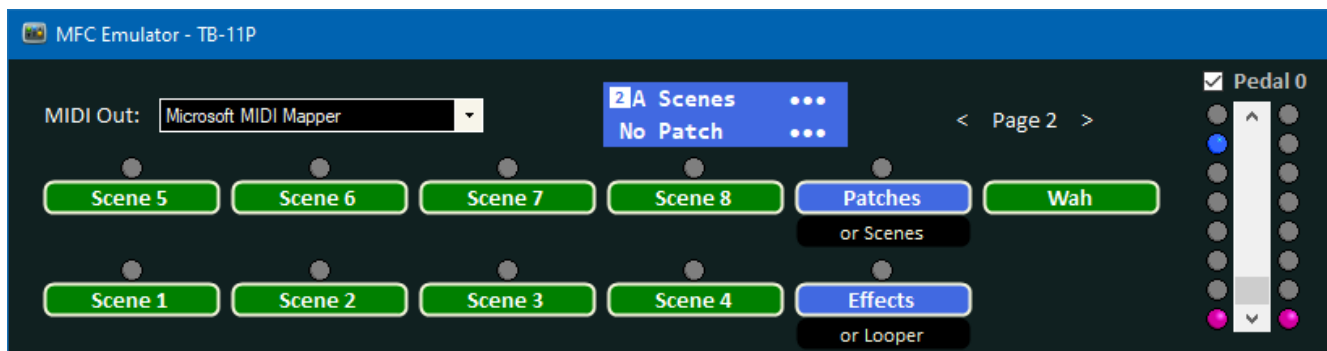 MFC Emulator - TB-11P
Pedal 0
MIDI Out: Microsoft MIDI Mapper
2 A Scenes •••
No Patch •••
< Page 2 >
Scene 5 Scene 6 Scene 7 Scene 8 Patches Wah
or Scenes
Scene 1 Scene 2 Scene 3 Scene 4 Effects
or Looper